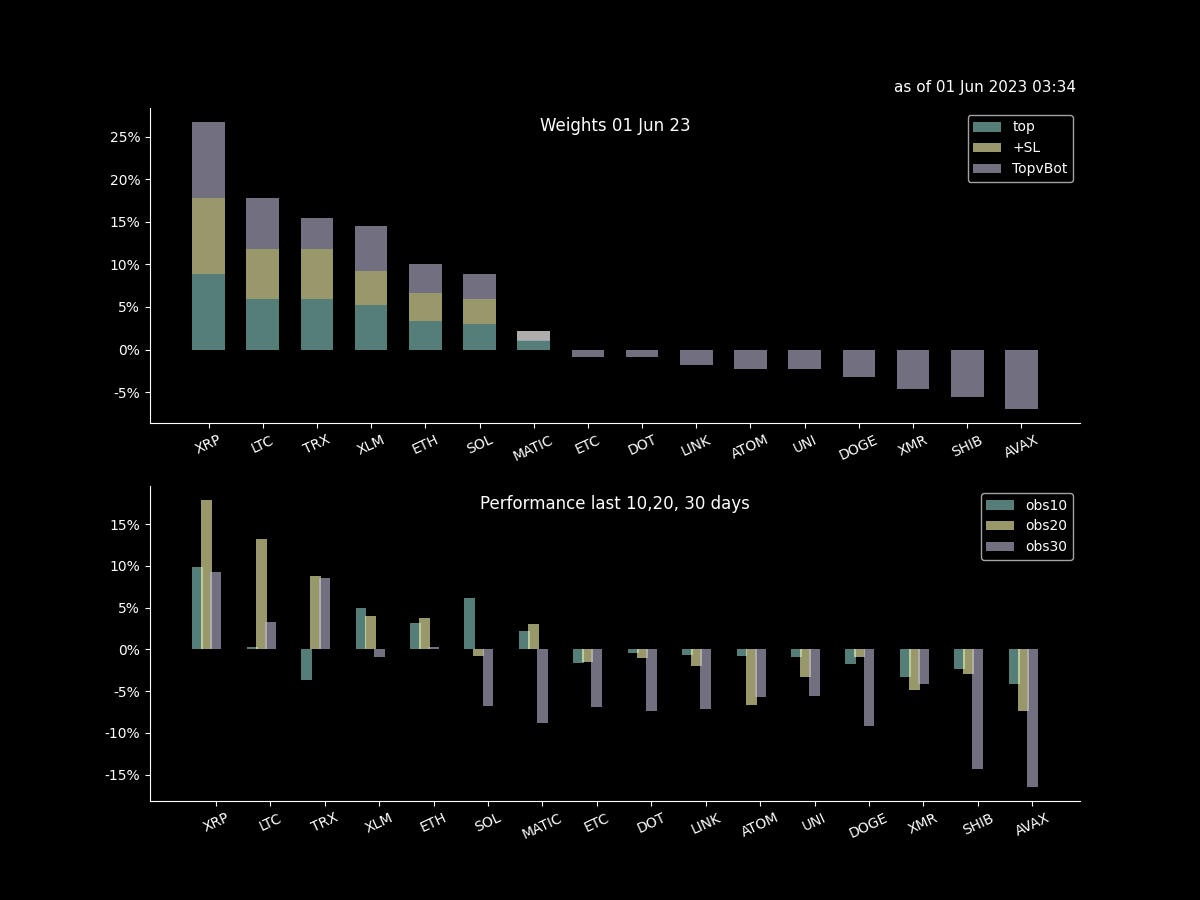 as of 01 Jun 2023 03:34
Weights 01 Jun 23
top
+SL
TopvBot
25%
20%
15%
10%
5%
0%
-5%
XRP LTC TRX XLM ETH SOL MATIC ETC DOT LINK ATOM UNI DOGE XMR SHIB AVAX
Performance last 10,20, 30 days
obs10
obs20
obs30
15%
10%
5%
0%
-5%
-10%
-15%
XRP LTC TRX XLM ETH SOL MATIC ETC DOT LINK ATOM UNI DOGE XMR SHIB AVAX